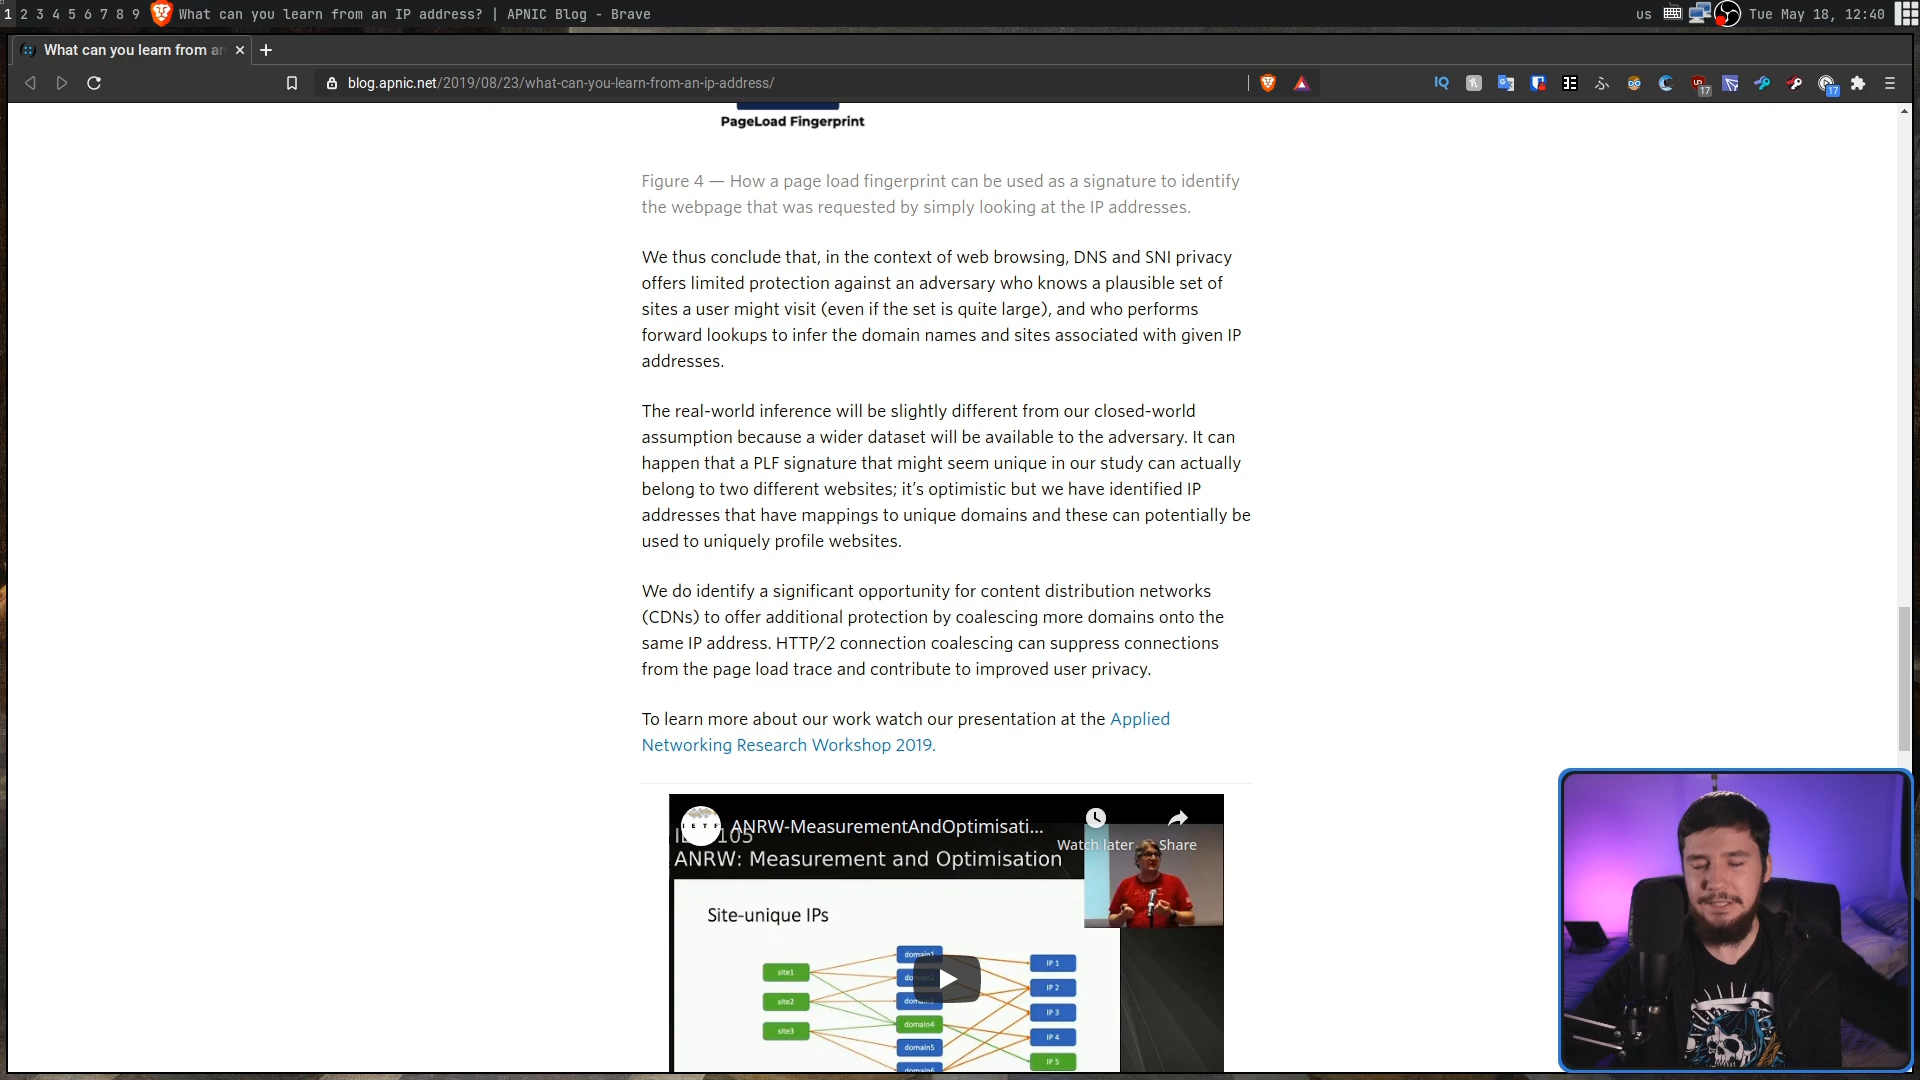 1 2 3 4 5 6 7 8 9 What can you learn from an IP address? | APNIC Blog - Brave
us Tue May 18, 12:40
What can you learn from an
blog.apnic.net/2019/08/23/what-can-you-learn-from-an-ip-address/
IQ
17
17
PageLoad Fingerprint
Figure 4 — How a page load fingerprint can be used as a signature to identify
the webpage that was requested by simply looking at the IP addresses.
We thus conclude that, in the context of web browsing, DNS and SNI privacy
offers limited protection against an adversary who knows a plausible set of
sites a user might visit (even if the set is quite large), and who performs
forward lookups to infer the domain names and sites associated with given IP
addresses.
The real-world inference will be slightly different from our closed-world
assumption because a wider dataset will be available to the adversary. It can
happen that a PLF signature that might seem unique in our study can actually
belong to two different websites; it’s optimistic but we have identified IP
addresses that have mappings to unique domains and these can potentially be
used to uniquely profile websites.
We do identify a significant opportunity for content distribution networks
(CDNs) to offer additional protection by coalescing more domains onto the
same IP address. HTTP/2 connection coalescing can suppress connections
from the page load trace and contribute to improved user privacy.
To learn more about our work watch our presentation at the Applied
Networking Research Workshop 2019.
I E T F
ANRW-MeasurementAndOptimisati...
105
Watch later
Share
ANRW: Measurement and Optimisation
Site-unique IPs
site1
site2
site3
domain1
domain4
domain5
domain6
IP 1
IP 2
IP 3
IP 4
IP 5